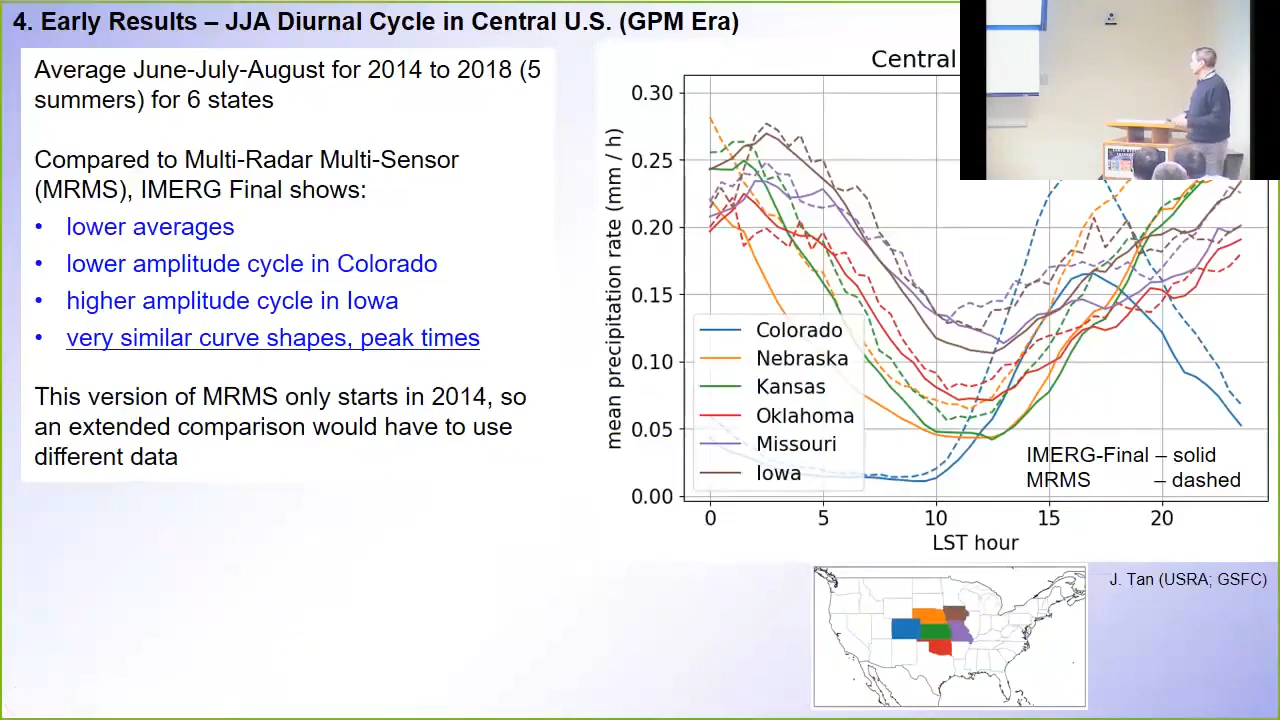 4. Early Results – JJA Diurnal Cycle in Central U.S. (GPM Era)
Average June-July-August for 2014 to 2018 (5
summers) for 6 states
Compared to Multi-Radar Multi-Sensor
(MRMS), IMERG Final shows:
• lower averages
• lower amplitude cycle in Colorado
• higher amplitude cycle in Iowa
• very similar curve shapes, peak times
This version of MRMS only starts in 2014, so
an extended comparison would have to use
different data
Central
mean precipitation rate (mm / h)
0.30
0.25
0.20
0.15
0.10
0.05
0.00
Colorado
Nebraska
Kansas
Oklahoma
Missouri
Iowa
IMERG-Final – solid
MRMS – dashed
0 5 10 15 20
LST hour
J. Tan (USRA; GSFC)